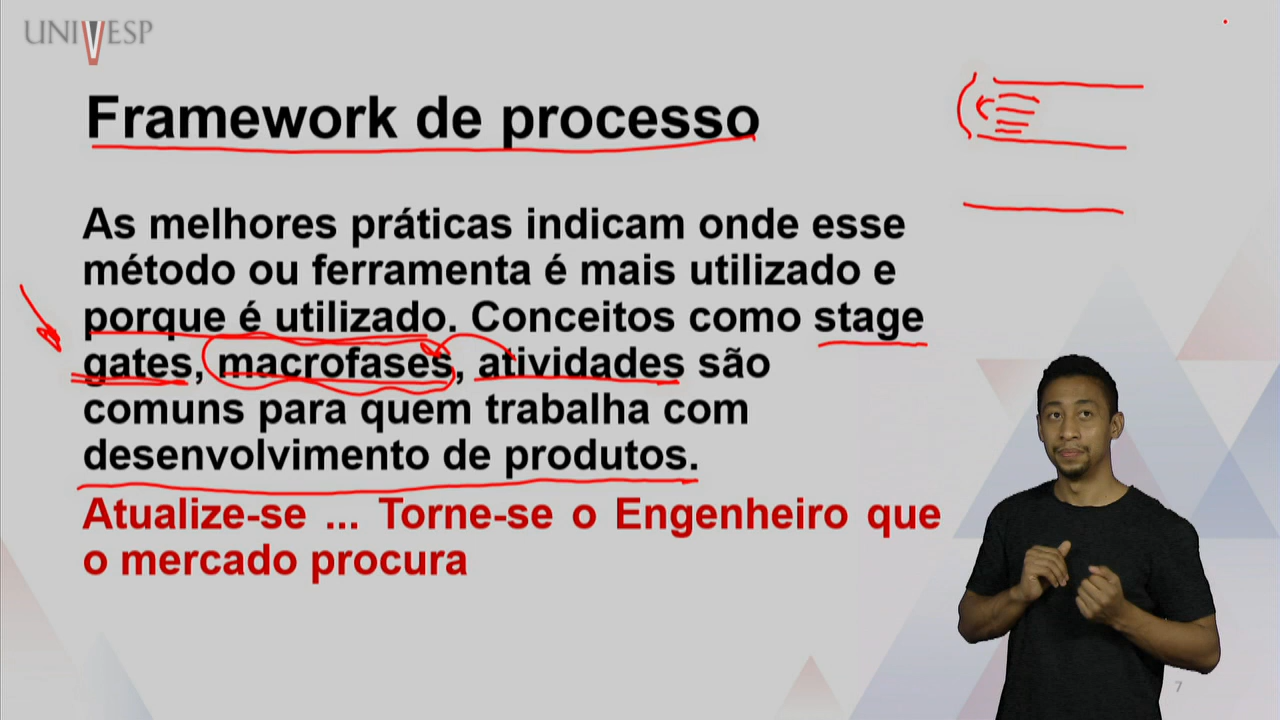 UNIVESP
Framework de processo
As melhores práticas indicam onde esse
método ou ferramenta é mais utilizado e
porque é utilizado. Conceitos como stage
gates, macrofases, atividades são
comuns para quem trabalha com
desenvolvimento de produtos.
Atualize-se ... Torne-se o Engenheiro que
o mercado procura
7